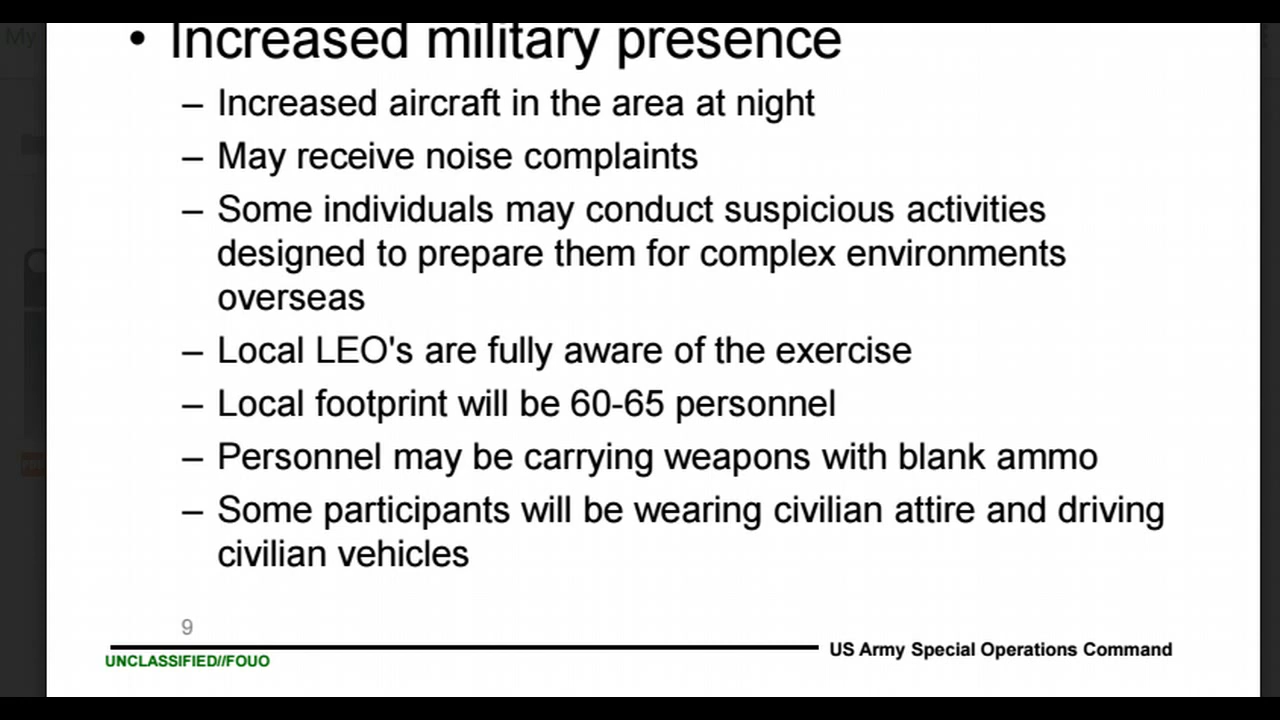 • Increased military presence
– Increased aircraft in the area at night
– May receive noise complaints
– Some individuals may conduct suspicious activities
designed to prepare them for complex environments
overseas
– Local LEO's are fully aware of the exercise
– Local footprint will be 60-65 personnel
– Personnel may be carrying weapons with blank ammo
– Some participants will be wearing civilian attire and driving
civilian vehicles
9
US Army Special Operations Command
UNCLASSIFIED//FOUO
My